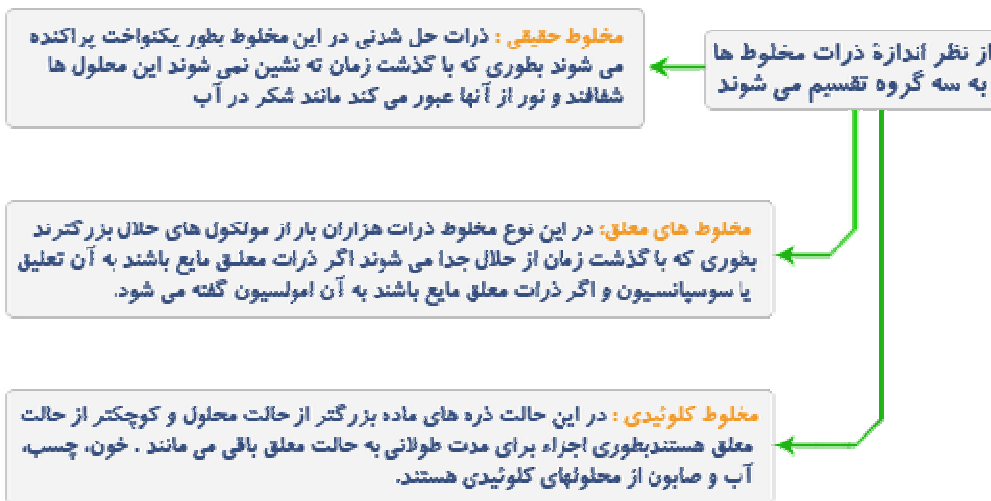 از نظر اندازهٔ ذرات مخلوط ها
به سه گروه تقسیم می شوند
مخلوط حقیقی : ذرات حل شدنی در این مخلوط بطور یکنواخت پراکنده
می شوند بطوری که با گذشت زمان ته نشین نمی شوند این محلول ها
شفافند و نور از آنها عبور می کند مانند شکر در آب
مخلوط های معلق: در این نوع مخلوط ذرات هزاران بار از مولکول های حلال بزرگترند
بطوری که با گذشت زمان از حلال جدا می شوند اگر ذرات معلق مایع باشند به آن تعلیق
یا سوسپانسیون و اگر ذرات معلق مایع باشند به آن امولسیون گفته می شود.
مخلوط کلوئیدی : در این حالت ذره های ماده بزرگتر از حالت محلول و کوچکتر از حالت
معلق هستندبطوری اجزاء برای مدت طولانی به حالت معلق باقی می مانند . خون، چسب،
آب و صابون از محلولهای کلوئیدی هستند.